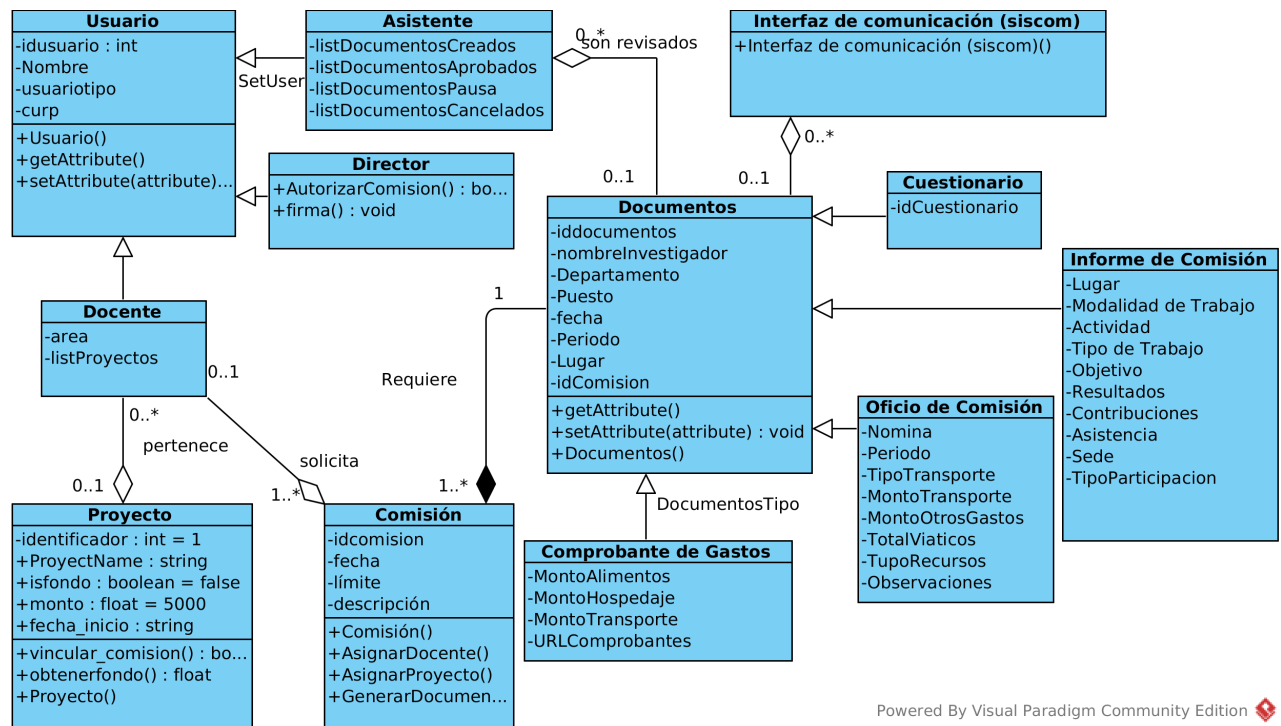 Usuario
-idusuario : int
-Nombre
-usuariotipo
-curp
+Usuario()
+getAttribute()
+setAttribute(attribute)...
SetUser
Asistente
-listDocumentosCreados
-listDocumentosAprobados
-listDocumentosPausa
-listDocumentosCancelados
0..*
son revisados
0..1
Interfaz de comunicación (siscom)
+Interfaz de comunicación (siscom)()
0..*
0..1
Director
+AutorizarComision() : bo...
+firma() : void
Cuestionario
-idCuestionario
Documentos
-iddocumentos
-nombreInvestigador
-Departamento
-Puesto
-fecha
-Periodo
-Lugar
-idComision
+getAttribute()
+setAttribute(attribute) : void
+Documentos()
Informe de Comisión
-Lugar
-Modalidad de Trabajo
-Actividad
-Tipo de Trabajo
-Objetivo
-Resultados
-Contribuciones
-Asistencia
-Sede
-TipoParticipacion
Docente
-area
-listProyectos
0..1
0..*
pertenece
0..1
solicita
1..*
1
Requiere
1..*
Oficio de Comisión
-Nomina
-Periodo
-TipoTransporte
-MontoTransporte
-MontoOtrosGastos
-TotalViaticos
-TupoRecursos
-Observaciones
DocumentosTipo
Proyecto
-identificador : int = 1
+ProyectName : string
+isfondo : boolean = false
+monto : float = 5000
+fecha_inicio : string
+vincular_comision() : bo...
+obtenerfondo() : float
+Proyecto()
Comisión
-idcomision
-fecha
-límite
-descripción
+Comisión()
+AsignarDocente()
+AsignarProyecto()
+GenerarDocumen...
Comprobante de Gastos
-MontoAlimentos
-MontoHospedaje
-MontoTransporte
-URLComprobantes
Powered By Visual Paradigm Community Edition